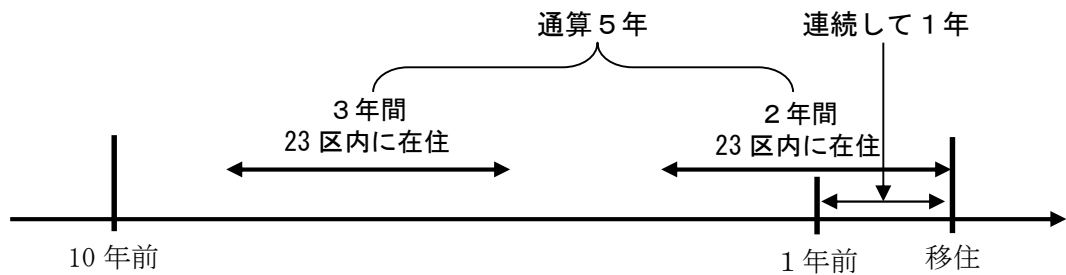 通算５年
連続して１年
３年間
23 区内に在住
２年間
23 区内に在住
10 年前
１年前
移住